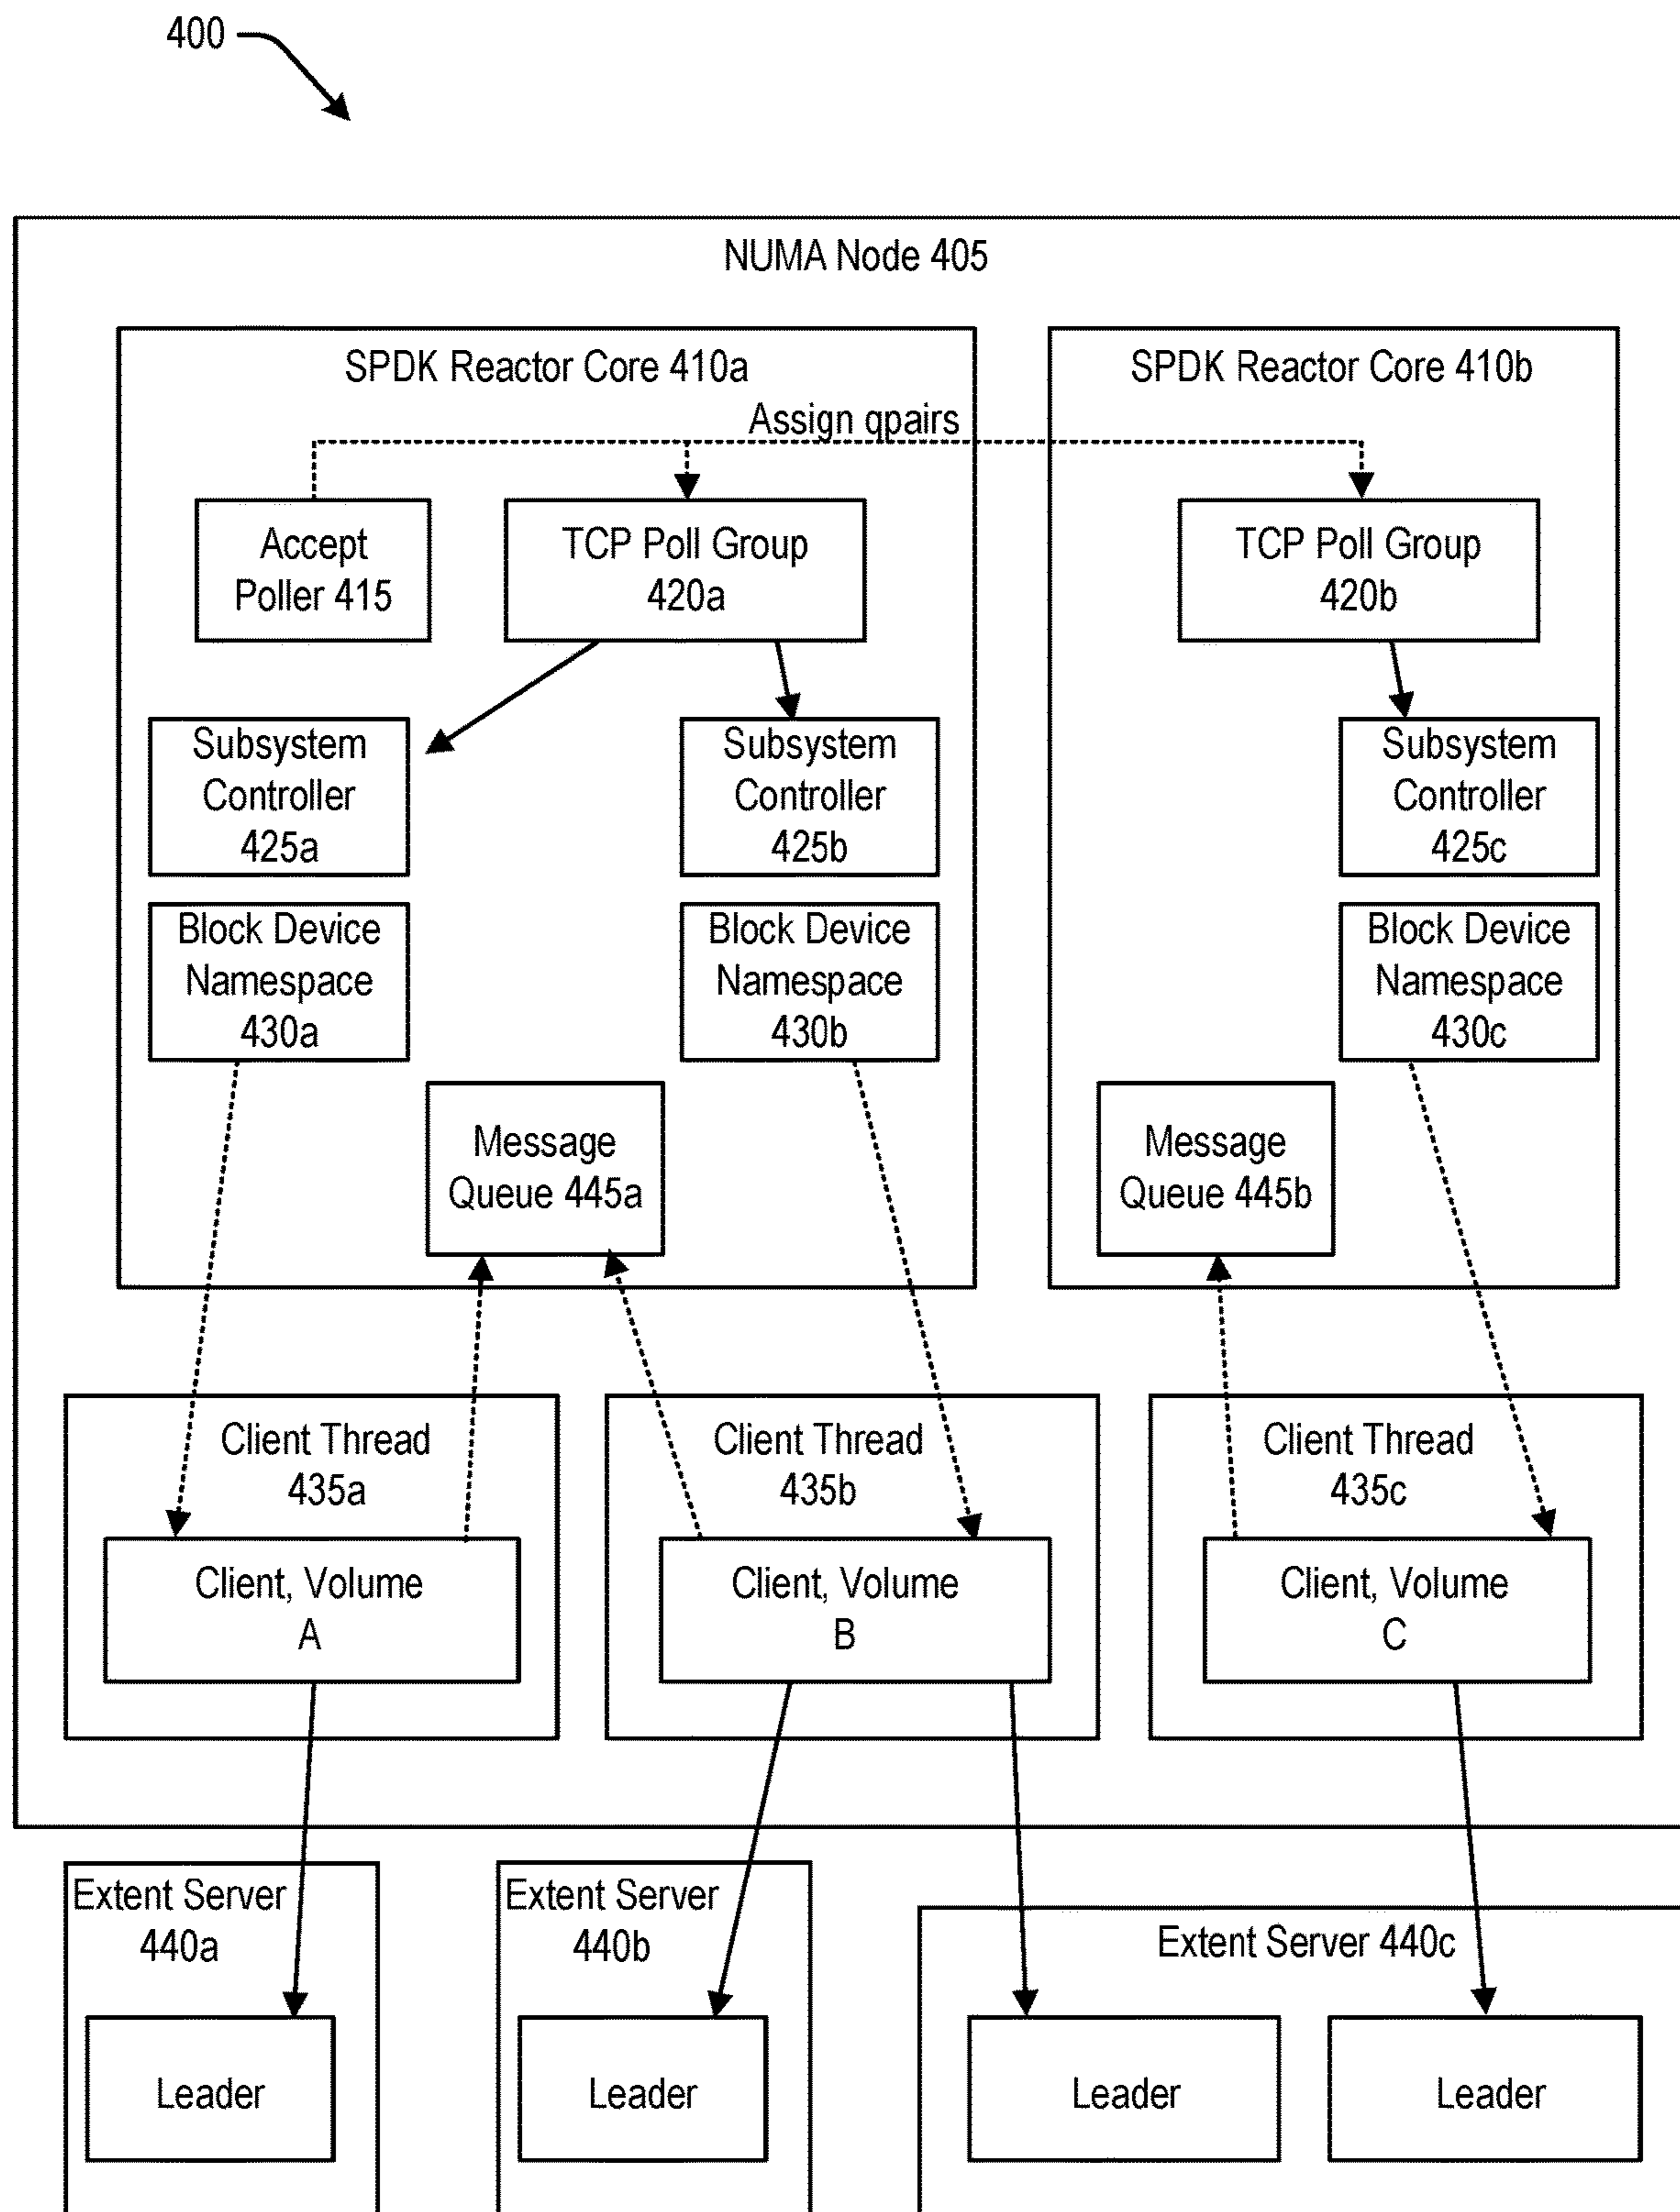 400
NUMA Node 405
SPDK Reactor Core 410a
SPDK Reactor Core 410b
Assign qpairs
Accept
Poller 415
TCP Poll Group
420a
TCP Poll Group
420b
Subsystem
Controller
425a
Subsystem
Controller
425b
Subsystem
Controller
425c
Block Device
Namespace
430a
Block Device
Namespace
430b
Block Device
Namespace
430c
Message
Queue 445a
Message
Queue 445b
Client Thread
435a
Client Thread
435b
Client Thread
435c
Client, Volume
A
Client, Volume
B
Client, Volume
C
Extent Server
440a
Extent Server
440b
Extent Server 440c
Leader
Leader
Leader
Leader